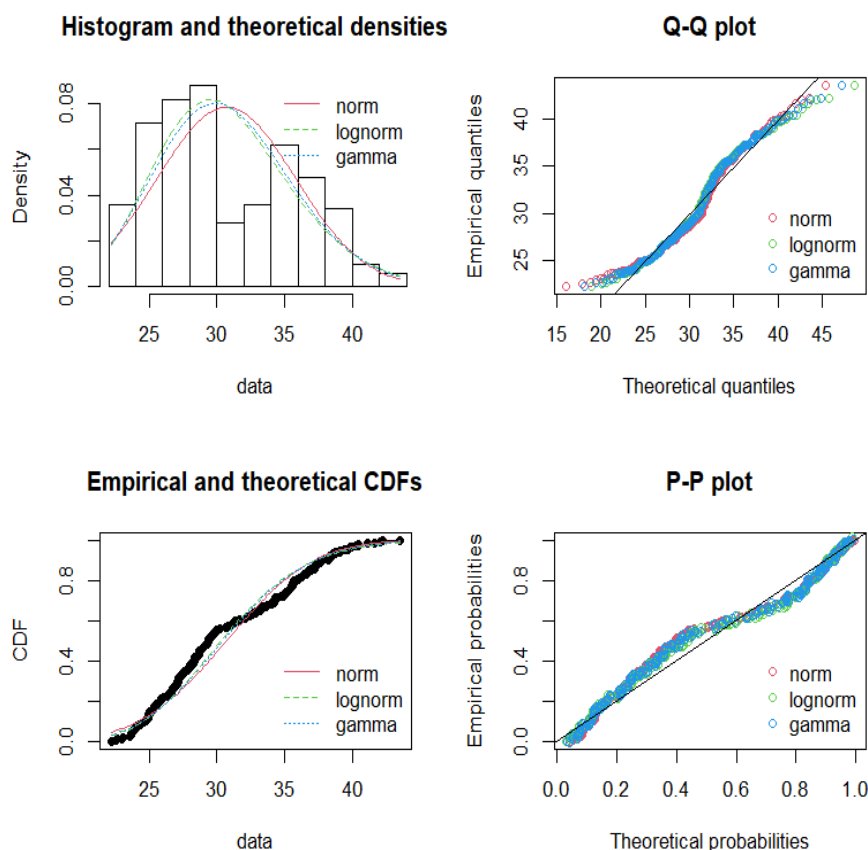 Histogram and theoretical densities
Density
0.00
0.04
0.08
norm
lognorm
gamma
25
30
35
40
data
Q-Q plot
Empirical quantiles
25
30
35
40
norm
lognorm
gamma
15
20
25
30
35
40
45
Theoretical quantiles
Empirical and theoretical CDFs
CDF
0.0
0.4
0.8
norm
lognorm
gamma
25
30
35
40
data
P-P plot
Empirical probabilities
0.0
0.4
0.8
norm
lognorm
gamma
0.0
0.2
0.4
0.6
0.8
1.0
Theoretical probabilities